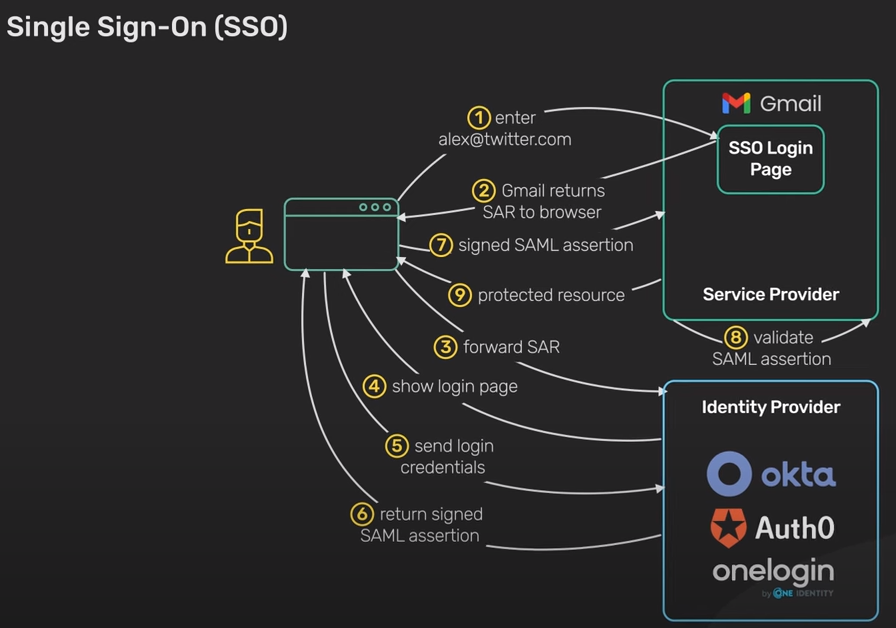 Single Sign-On (SSO)
Gmail
① enter
alex@twitter.com
SSO Login
Page
② Gmail returns
SAR to browser
⑦ signed SAML assertion
⑨ protected resource
Service Provider
⑧ validate
SAML assertion
③ forward SAR
④ show login page
Identity Provider
⑤ send login
credentials
okta
⑥ return signed
SAML assertion
Auth0
onelogin
by ONE IDENTITY